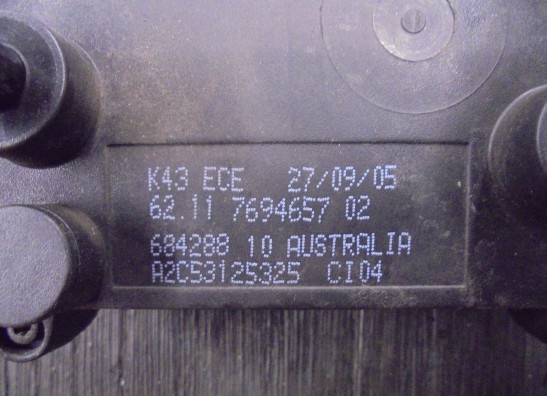 K43 ECE 27/09/05
62.11 7694657 02
684288 10 AUSTRALIA
A2C53125325 CI04